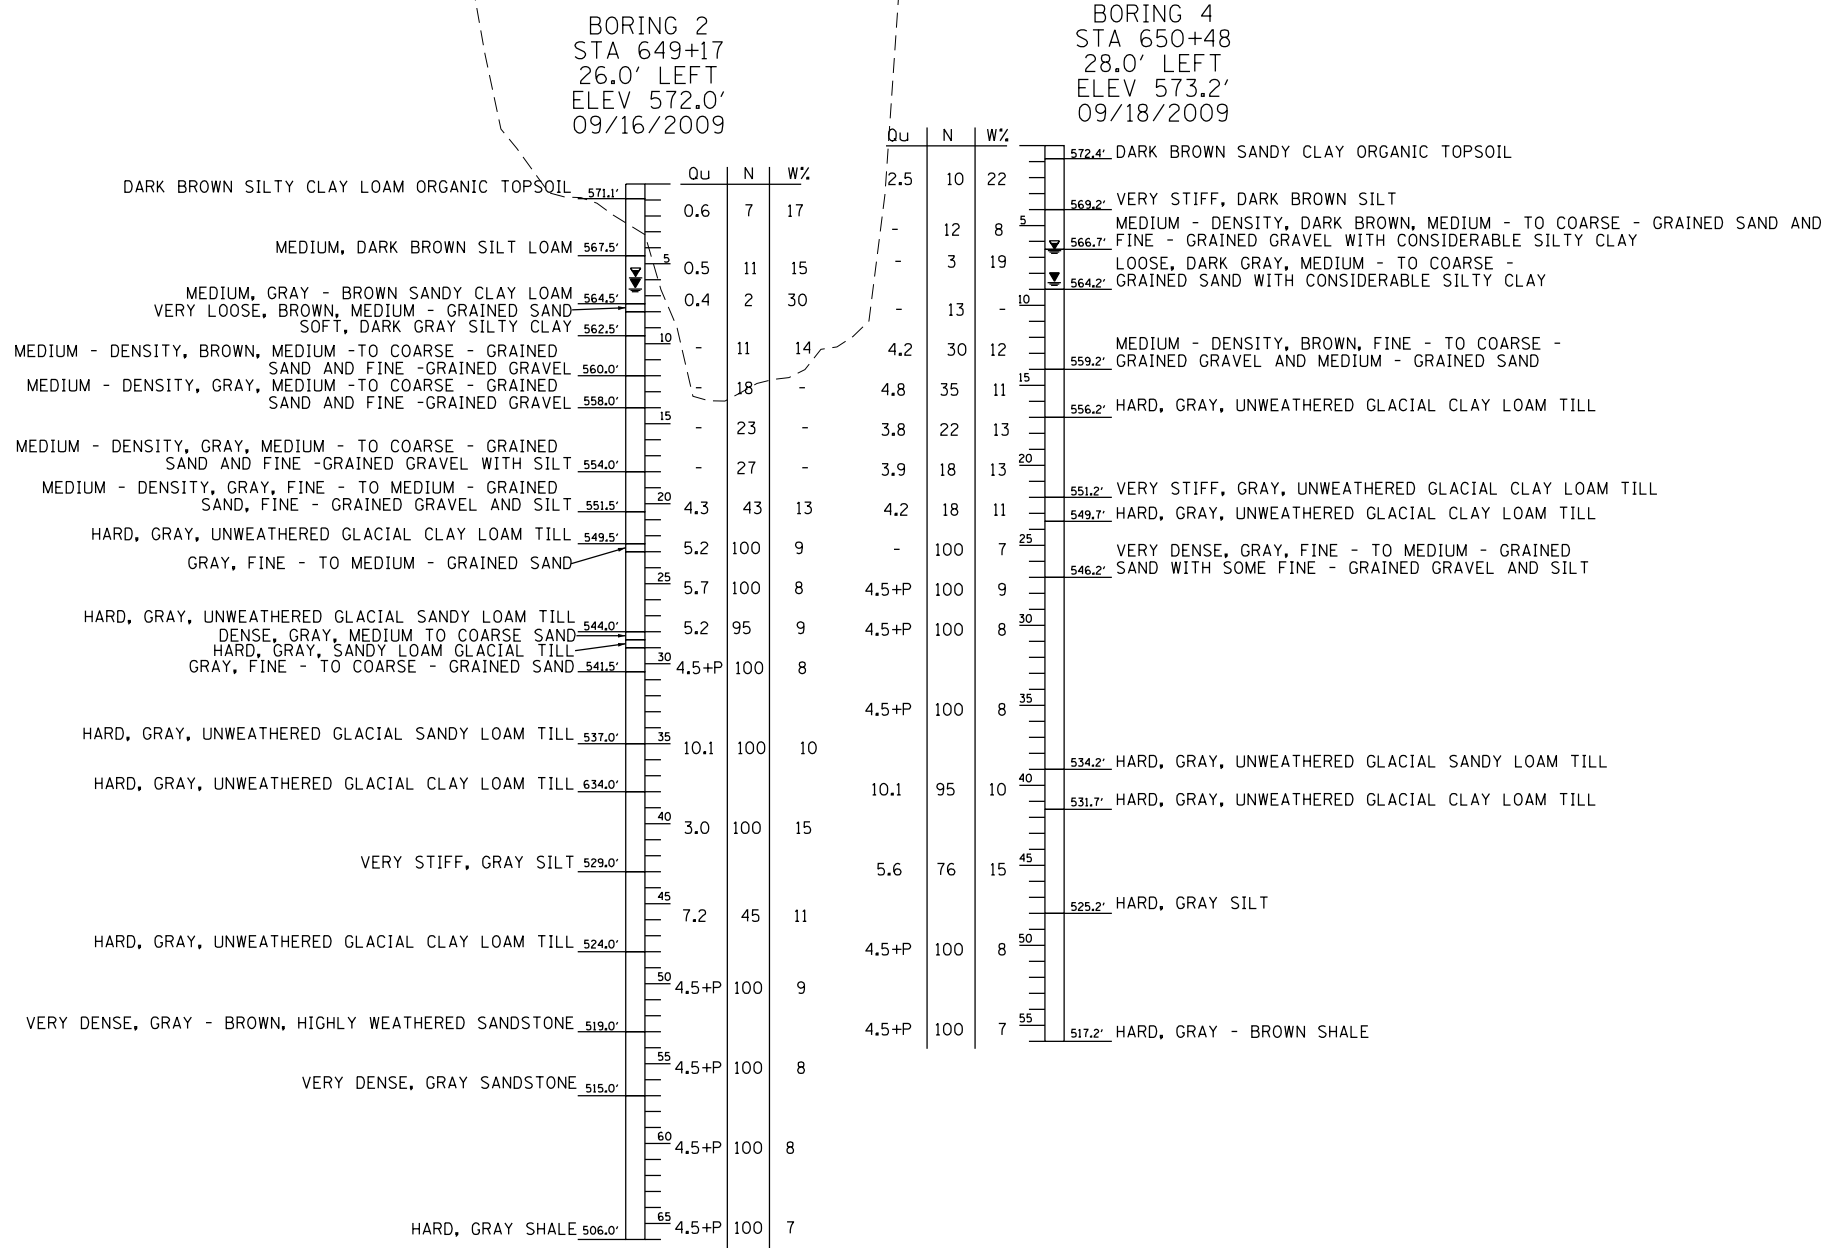 BORING 2
STA 649+17
26.0' LEFT
ELEV 572.0'
09/16/2009
Qu N W%
DARK BROWN SILTY CLAY LOAM ORGANIC TOPSOIL 571.1'
0.6 7 17
MEDIUM, DARK BROWN SILT LOAM 567.5'
5
0.5 11 15
MEDIUM, GRAY - BROWN SANDY CLAY LOAM 564.5'
0.4 2 30
VERY LOOSE, BROWN, MEDIUM - GRAINED SAND
SOFT, DARK GRAY SILTY CLAY 562.5'
10
MEDIUM - DENSITY, BROWN, MEDIUM -TO COARSE - GRAINED
- 11 14
SAND AND FINE -GRAINED GRAVEL 560.0'
MEDIUM - DENSITY, GRAY, MEDIUM -TO COARSE - GRAINED
- 18 -
SAND AND FINE -GRAINED GRAVEL 558.0'
15
- 23 -
MEDIUM - DENSITY, GRAY, MEDIUM - TO COARSE - GRAINED
SAND AND FINE -GRAINED GRAVEL WITH SILT 554.0'
- 27 -
MEDIUM - DENSITY, GRAY, FINE - TO MEDIUM - GRAINED
20
SAND, FINE - GRAINED GRAVEL AND SILT 551.5'
4.3 43 13
HARD, GRAY, UNWEATHERED GLACIAL CLAY LOAM TILL 549.5'
5.2 100 9
GRAY, FINE - TO MEDIUM - GRAINED SAND
25
5.7 100 8
HARD, GRAY, UNWEATHERED GLACIAL SANDY LOAM TILL 544.0'
5.2 95 9
DENSE, GRAY, MEDIUM TO COARSE SAND
HARD, GRAY, SANDY LOAM GLACIAL TILL
30
GRAY, FINE - TO COARSE - GRAINED SAND 541.5'
4.5+P 100 8
HARD, GRAY, UNWEATHERED GLACIAL SANDY LOAM TILL 537.0'
35
10.1 100 10
HARD, GRAY, UNWEATHERED GLACIAL CLAY LOAM TILL 634.0'
40
3.0 100 15
VERY STIFF, GRAY SILT 529.0'
45
7.2 45 11
HARD, GRAY, UNWEATHERED GLACIAL CLAY LOAM TILL 524.0'
50
4.5+P 100 9
VERY DENSE, GRAY - BROWN, HIGHLY WEATHERED SANDSTONE 519.0'
55
4.5+P 100 8
VERY DENSE, GRAY SANDSTONE 515.0'
60
4.5+P 100 8
65
HARD, GRAY SHALE 506.0'
4.5+P 100 7
BORING 4
STA 650+48
28.0' LEFT
ELEV 573.2'
09/18/2009
Qu N W%
572.4' DARK BROWN SANDY CLAY ORGANIC TOPSOIL
2.5 10 22
569.2' VERY STIFF, DARK BROWN SILT
5
MEDIUM - DENSITY, DARK BROWN, MEDIUM - TO COARSE - GRAINED SAND AND
- 12 8
566.7' FINE - GRAINED GRAVEL WITH CONSIDERABLE SILTY CLAY
- 3 19
LOOSE, DARK GRAY, MEDIUM - TO COARSE -
564.2' GRAINED SAND WITH CONSIDERABLE SILTY CLAY
10
- 13 -
MEDIUM - DENSITY, BROWN, FINE - TO COARSE -
4.2 30 12
559.2' GRAINED GRAVEL AND MEDIUM - GRAINED SAND
15
4.8 35 11
556.2' HARD, GRAY, UNWEATHERED GLACIAL CLAY LOAM TILL
3.8 22 13
20
3.9 18 13
551.2' VERY STIFF, GRAY, UNWEATHERED GLACIAL CLAY LOAM TILL
4.2 18 11
549.7' HARD, GRAY, UNWEATHERED GLACIAL CLAY LOAM TILL
25
- 100 7
VERY DENSE, GRAY, FINE - TO MEDIUM - GRAINED
546.2' SAND WITH SOME FINE - GRAINED GRAVEL AND SILT
4.5+P 100 9
30
4.5+P 100 8
35
4.5+P 100 8
534.2' HARD, GRAY, UNWEATHERED GLACIAL SANDY LOAM TILL
40
10.1 95 10
531.7' HARD, GRAY, UNWEATHERED GLACIAL CLAY LOAM TILL
45
5.6 76 15
525.2' HARD, GRAY SILT
50
4.5+P 100 8
55
4.5+P 100 7
517.2' HARD, GRAY - BROWN SHALE